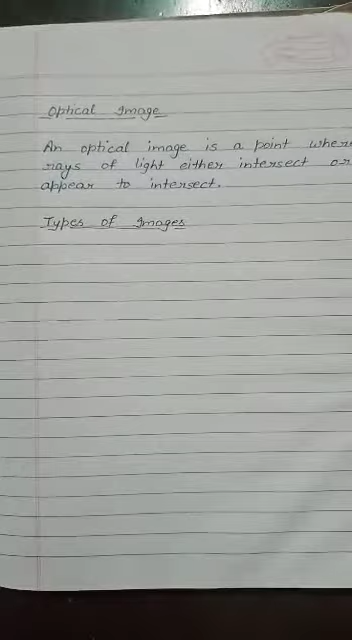 Optical Image
An optical image is a point where
rays of light either intersect or
appear to intersect.
Types of Images